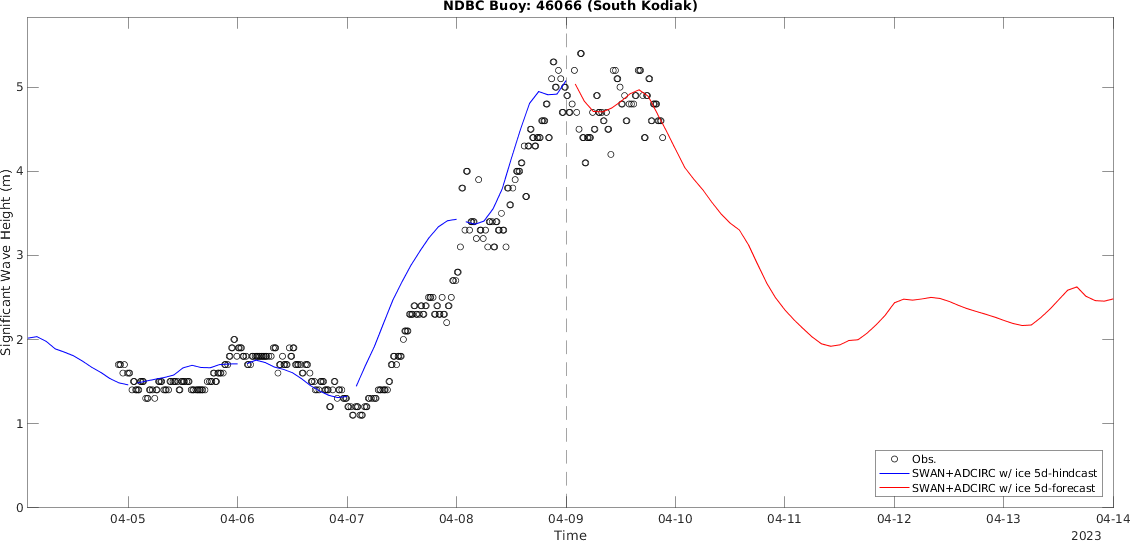 NDBC Buoy: 46066 (South Kodiak)
Significant Wave Height (m)
5
4
3
2
1
0
Obs.
SWAN+ADCIRC w/ ice 5d-hindcast
SWAN+ADCIRC w/ ice 5d-forecast
04-05 04-06 04-07 04-08 04-09 04-10 04-11 04-12 04-13 04-14
Time
2023